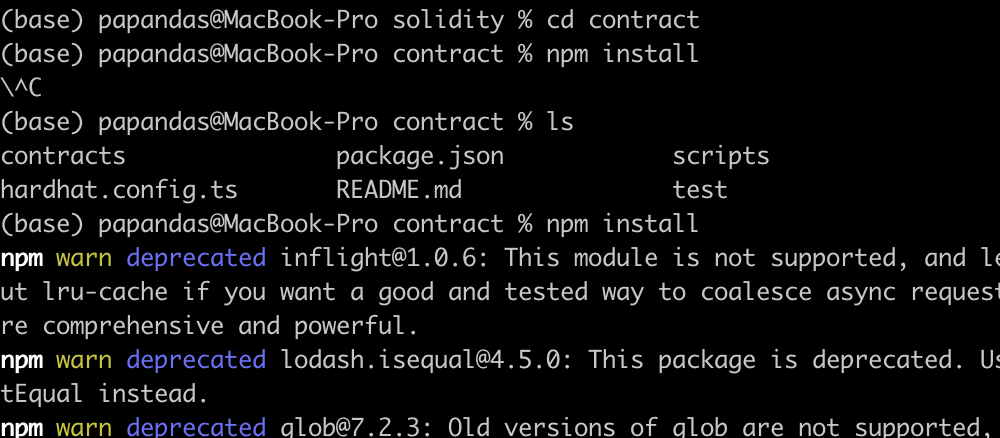 (base) papandas@MacBook-Pro solidity % cd contract
(base) papandas@MacBook-Pro contract % npm install
\^C
(base) papandas@MacBook-Pro contract % ls
contracts package.json scripts
hardhat.config.ts README.md test
(base) papandas@MacBook-Pro contract % npm install
npm warn deprecated inflight@1.0.6: This module is not supported, and le
ut lru-cache if you want a good and tested way to coalesce async request
re comprehensive and powerful.
npm warn deprecated lodash.isequal@4.5.0: This package is deprecated. Us
tEqual instead.
npm warn deprecated glob@7.2.3: Old versions of glob are not supported,